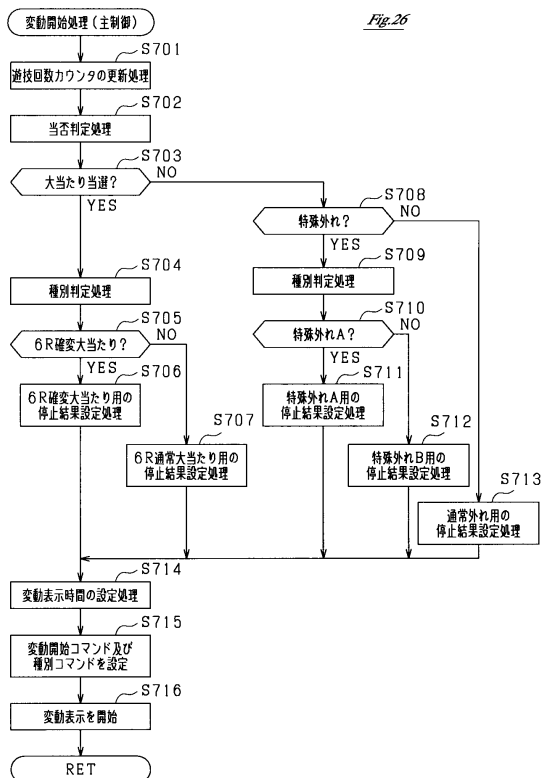 Fig.26
変動開始処理(主制御)
S701
遊技回数カウンタの更新処理
S702
当否判定処理
S703
大当たり当選?
NO
YES
S708
特殊外れ?
NO
YES
S704
種別判定処理
S709
種別判定処理
S705
6R確変大当たり?
NO
YES
S710
特殊外れA?
NO
YES
S706
6R確変大当たり用の
停止結果設定処理
S711
特殊外れA用の
停止結果設定処理
S707
6R通常大当たり用の
停止結果設定処理
S712
特殊外れB用の
停止結果設定処理
S713
通常外れ用の
停止結果設定処理
S714
変動表示時間の設定処理
S715
変動開始コマンド及び
種別コマンドを設定
S716
変動表示を開始
RET